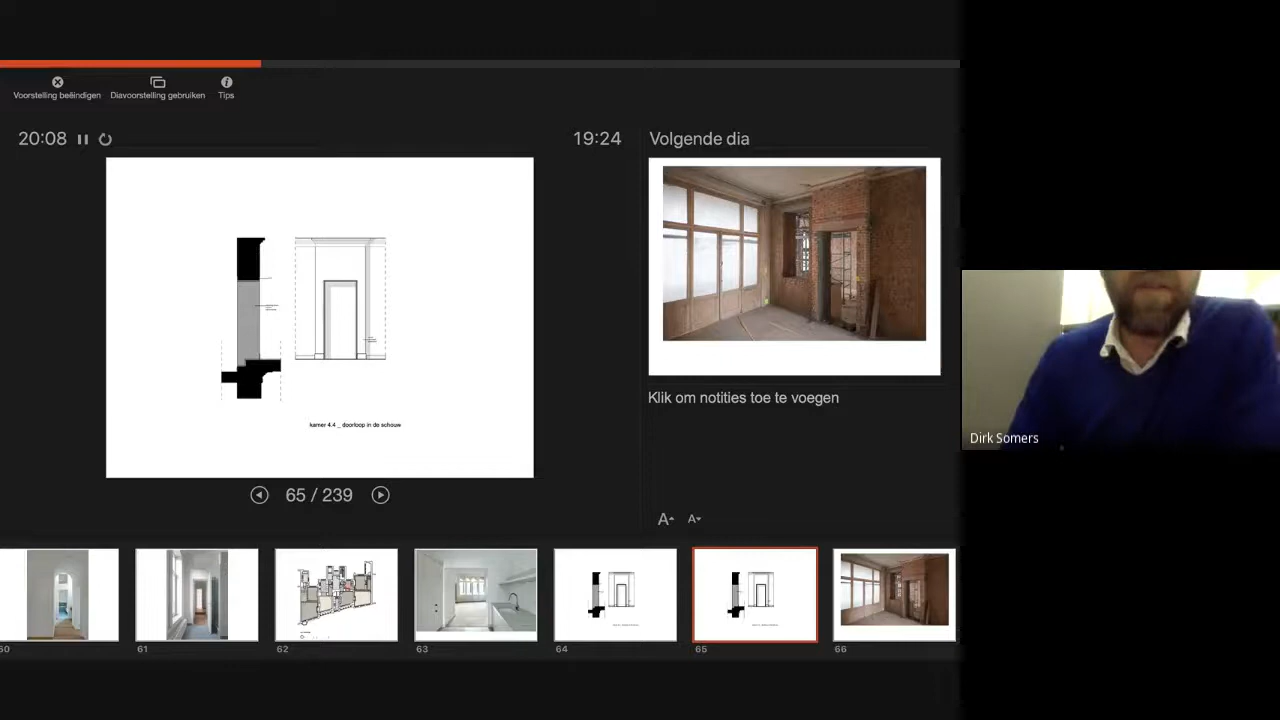 Voorstelling beëindigen
Diavoorstelling gebruiken
Tips
20:08
19:24
Volgende dia
kamer 4.4 _ doorloop in de schouw
Klik om notities toe te voegen
Dirk Somers
65 / 239
A A
60
61
62
63
64
65
66